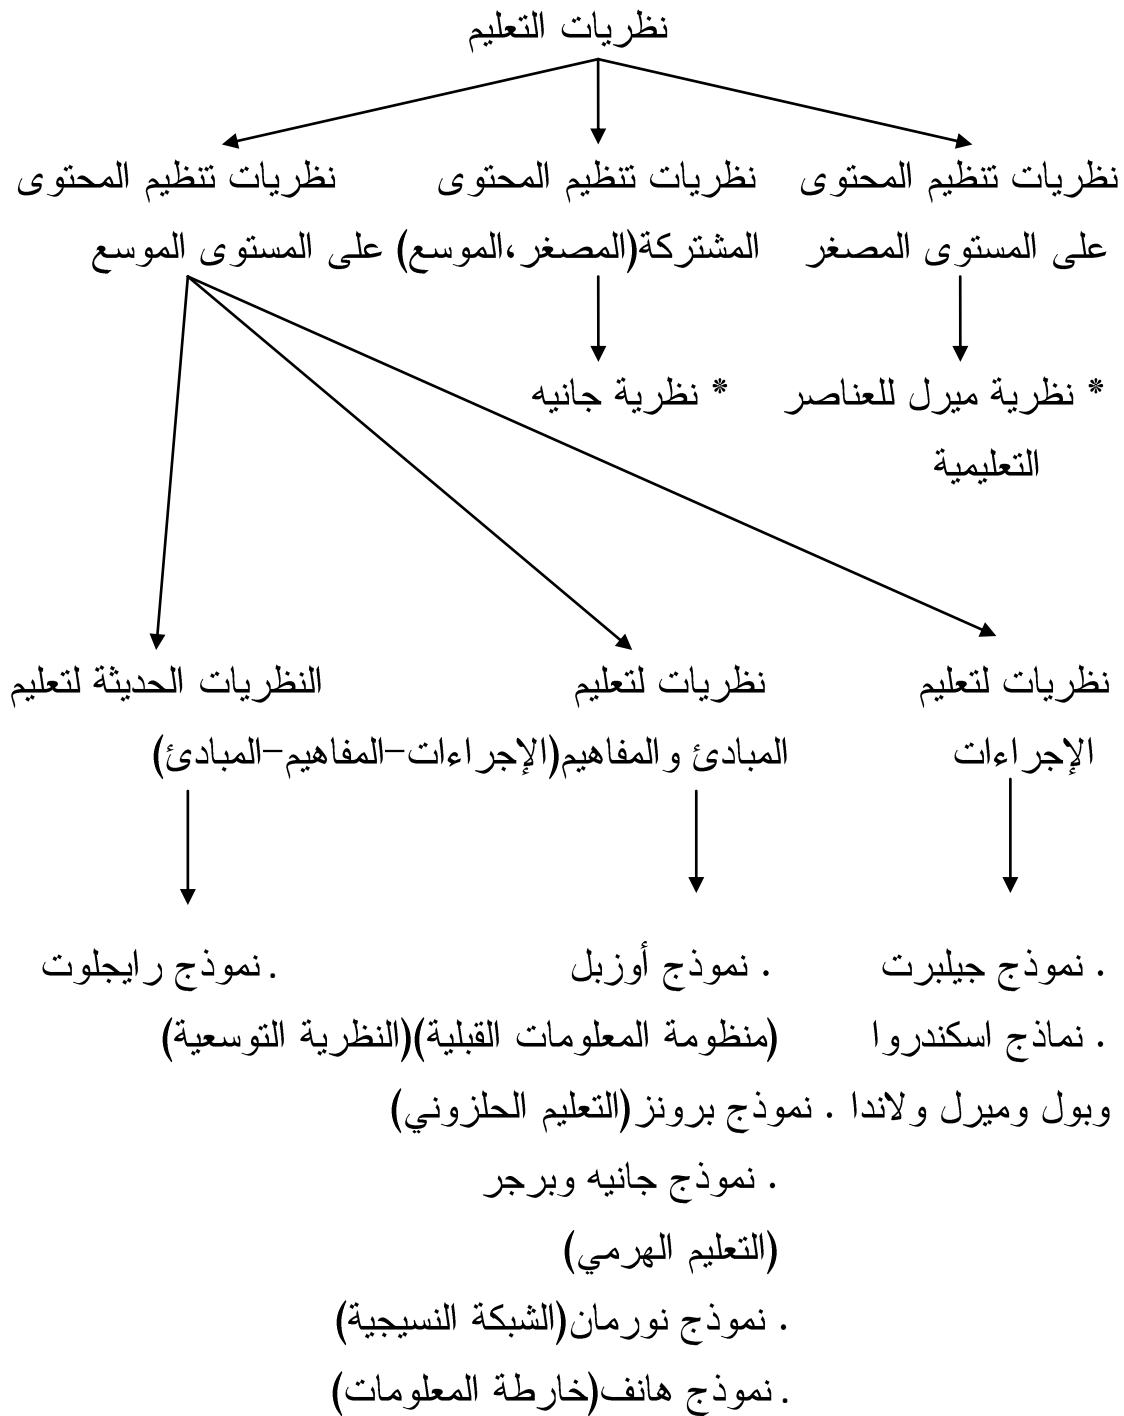 نظريات التعليم
نظريات تنظيم المحتوى نظريات تنظيم المحتوى نظريات تنظيم المحتوى
على المستوى المصغر المشتركة(المصغر،الموسع) على المستوى الموسع
* نظرية ميرل للعناصر * نظرية جانيه
التعليمية
نظريات لتعليم نظريات لتعليم النظريات الحديثة لتعليم
الإجراءات المبادئ والمفاهيم(الإجراءات-المفاهيم-المبادئ)
. نموذج جيلبرت . نموذج أوزبل .نموذج رايجلوت
. نماذج اسكندروا (منظومة المعلومات القبلية)(النظرية التوسعية)
وبول وميرل ولاندا . نموذج برونز(التعليم الحلزوني)
. نموذج جانيه وبرجر
(التعليم الهرمي)
. نموذج نورمان(الشبكة النسيجية)
.نموذج هانف(خارطة المعلومات)